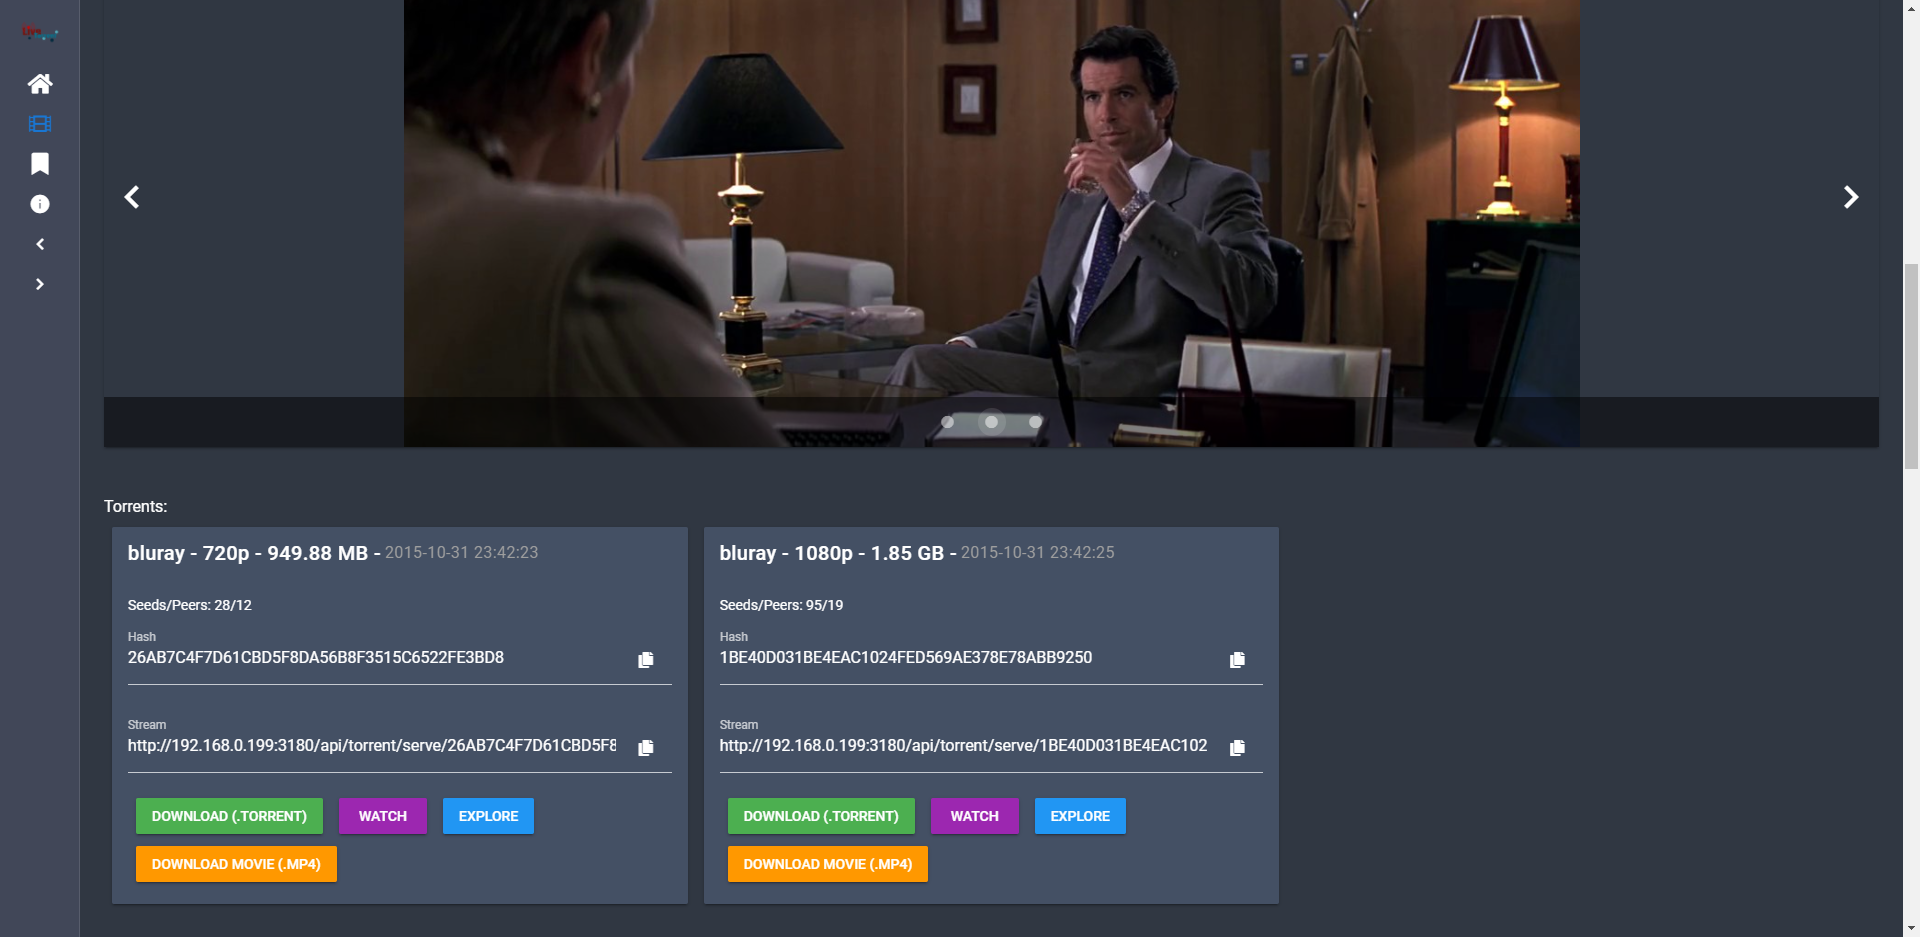 Live
Torrents:
bluray - 720p - 949.88 MB - 2015-10-31 23:42:23
Seeds/Peers: 28/12
Hash
26AB7C4F7D61CBD5F8DA56B8F3515C6522FE3BD8
Stream
http://192.168.0.199:3180/api/torrent/serve/26AB7C4F7D61CBD5F8
DOWNLOAD (.TORRENT)
WATCH
EXPLORE
DOWNLOAD MOVIE (.MP4)
bluray - 1080p - 1.85 GB - 2015-10-31 23:42:25
Seeds/Peers: 95/19
Hash
1BE40D031BE4EAC1024FED569AE378E78ABB9250
Stream
http://192.168.0.199:3180/api/torrent/serve/1BE40D031BE4EAC102
DOWNLOAD (.TORRENT)
WATCH
EXPLORE
DOWNLOAD MOVIE (.MP4)